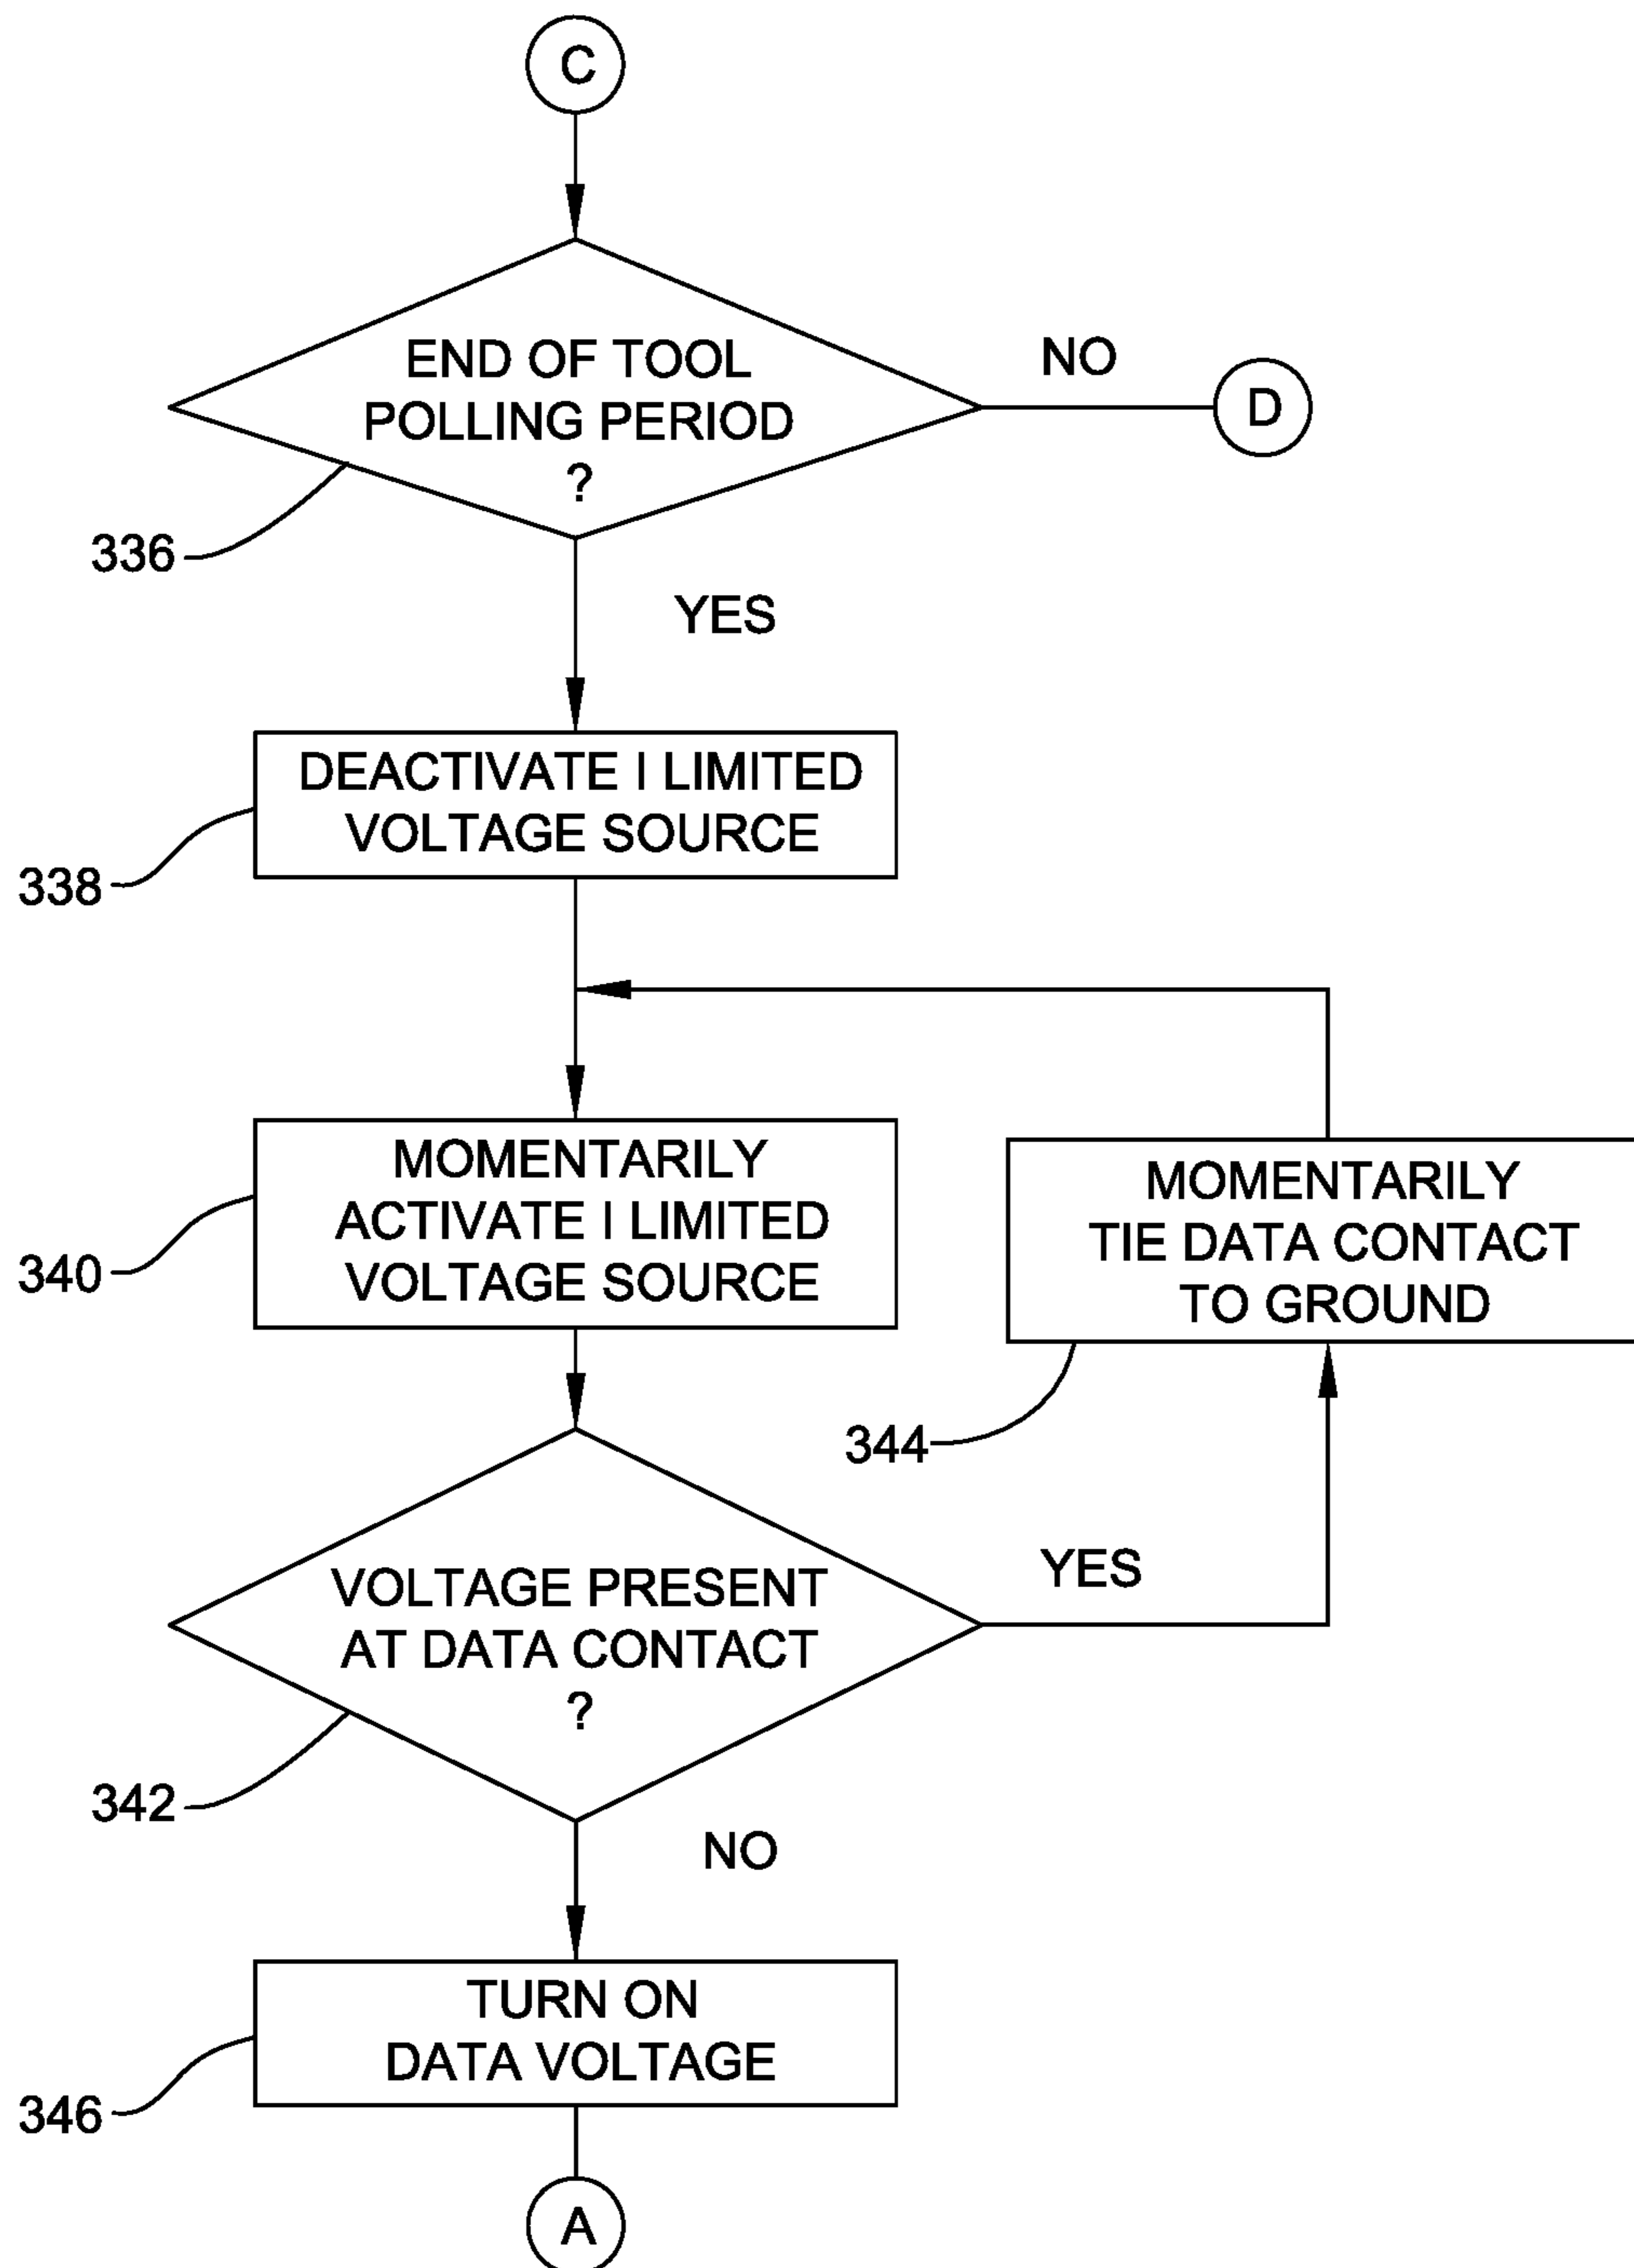 C
END OF TOOL
POLLING PERIOD
?
NO
D
336
YES
DEACTIVATE I LIMITED
VOLTAGE SOURCE
338
MOMENTARILY
ACTIVATE I LIMITED
VOLTAGE SOURCE
340
MOMENTARILY
TIE DATA CONTACT
TO GROUND
344
VOLTAGE PRESENT
AT DATA CONTACT
?
YES
342
NO
TURN ON
DATA VOLTAGE
346
A